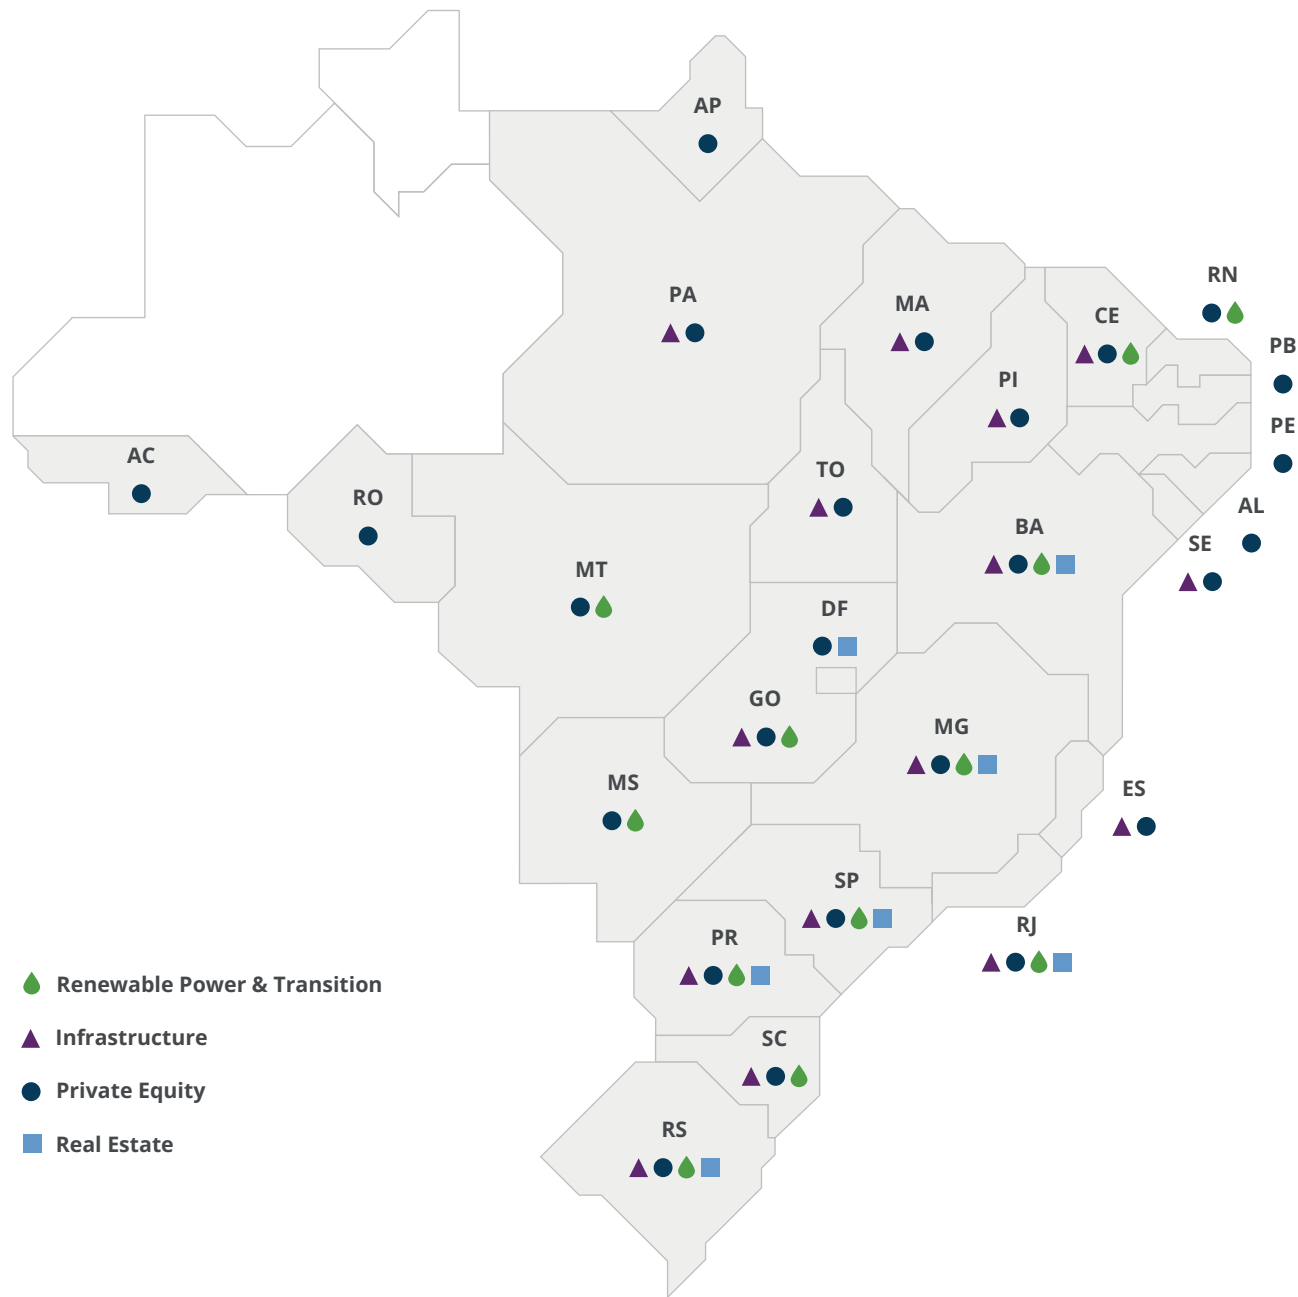 AP
RN
PA
MA
CE
PB
PI
PE
AC
TO
RO
AL
BA
SE
MT
DF
GO
MG
MS
ES
SP
RJ
PR
SC
RS
Renewable Power & Transition
Infrastructure
Private Equity
Real Estate